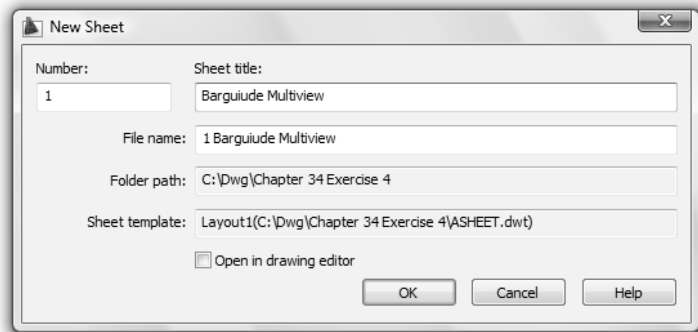 New Sheet
Number: Sheet title:
1 Barguiude Multiview
File name: 1 Barguiude Multiview
Folder path: C:\Dwg\Chapter 34 Exercise 4
Sheet template: Layout1(C:\Dwg\Chapter 34 Exercise 4\ASHEET.dwt)
Open in drawing editor
OK Cancel Help